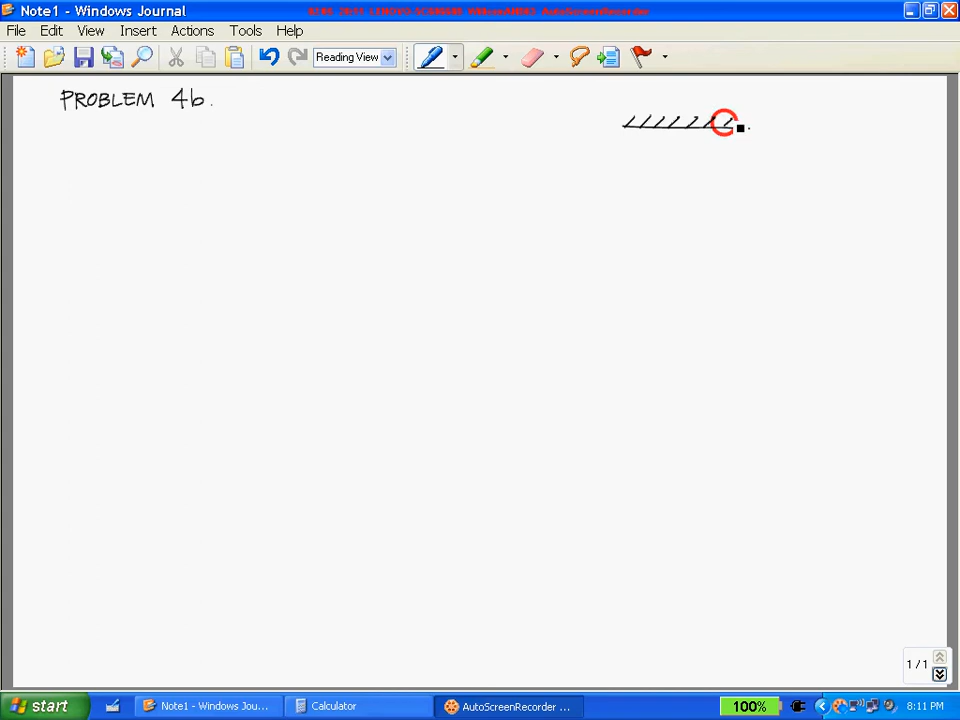 Note1 - Windows Journal
File Edit View Insert Actions Tools Help
Reading View
PROBLEM 4b.
1 / 1
start
Note1 - Windows Jou...
Calculator
AutoScreenRecorder ...
100%
8:11 PM